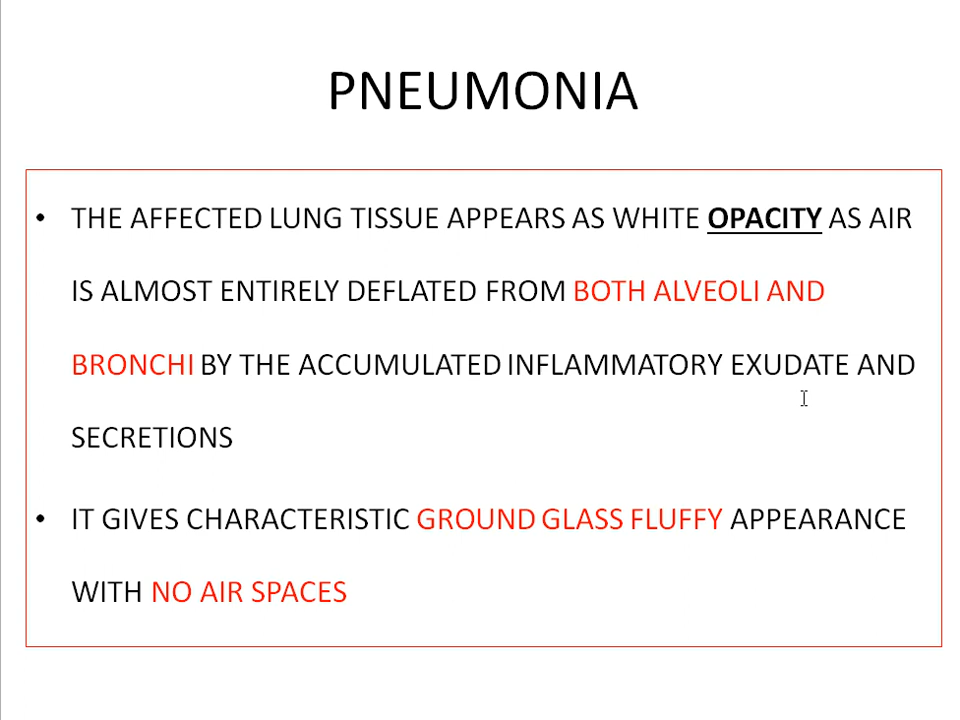 PNEUMONIA
• THE AFFECTED LUNG TISSUE APPEARS AS WHITE OPACITY AS AIR
IS ALMOST ENTIRELY DEFLATED FROM BOTH ALVEOLI AND
BRONCHI BY THE ACCUMULATED INFLAMMATORY EXUDATE AND
SECRETIONS
• IT GIVES CHARACTERISTIC GROUND GLASS FLUFFY APPEARANCE
WITH NO AIR SPACES